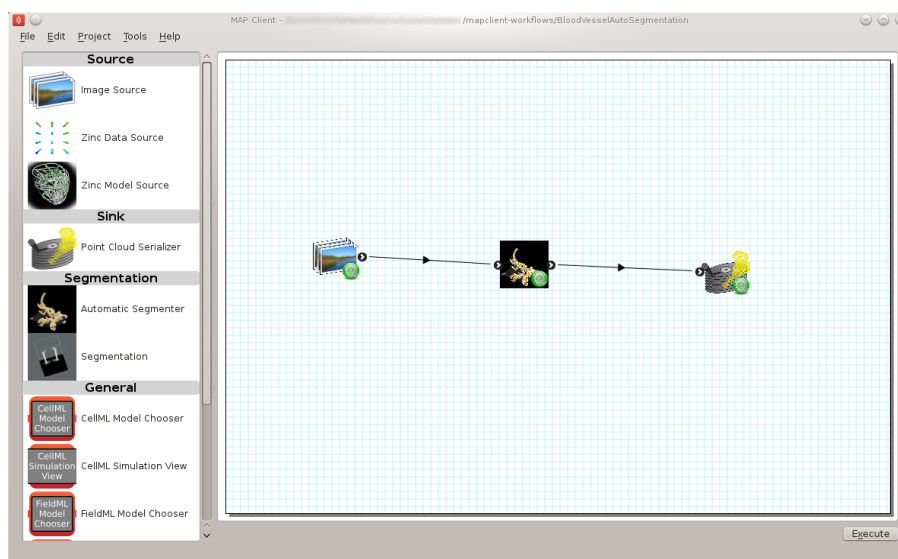 MAP Client - /mapclient-workflows/BloodVesselAutoSegmentation
File Edit Project Tools Help
Source
Image Source
Zinc Data Source
Zinc Model Source
Sink
Point Cloud Serializer
Segmentation
Automatic Segmenter
Segmentation
General
CellML
Model
Chooser
CellML Model Chooser
CellML
Simulation
View
CellML Simulation View
FieldML
Model
Chooser
FieldML Model Chooser
Execute